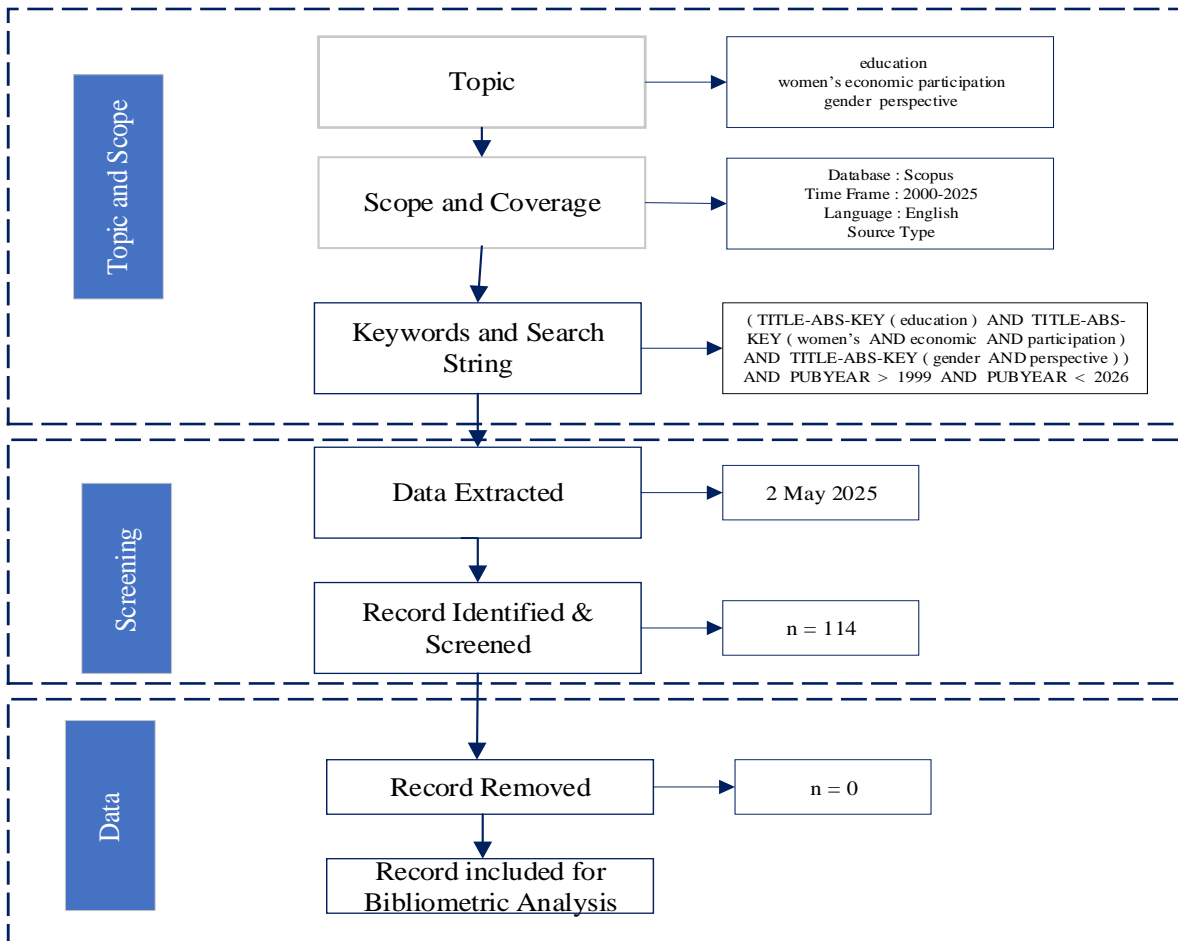 Topic and Scope
Topic
education
women's economic participation
gender perspective
Scope and Coverage
Database : Scopus
Time Frame : 2000-2025
Language : English
Source Type
Keywords and Search
String
( TITLE-ABS-KEY ( education ) AND TITLE-ABS-
KEY ( women's AND economic AND participation )
AND TITLE-ABS-KEY ( gender AND perspective ) )
AND PUBYEAR > 1999 AND PUBYEAR < 2026
Screening
Data Extracted
2 May 2025
Record Identified &
Screened
n = 114
Data
Record Removed
n = 0
Record included for
Bibliometric Analysis